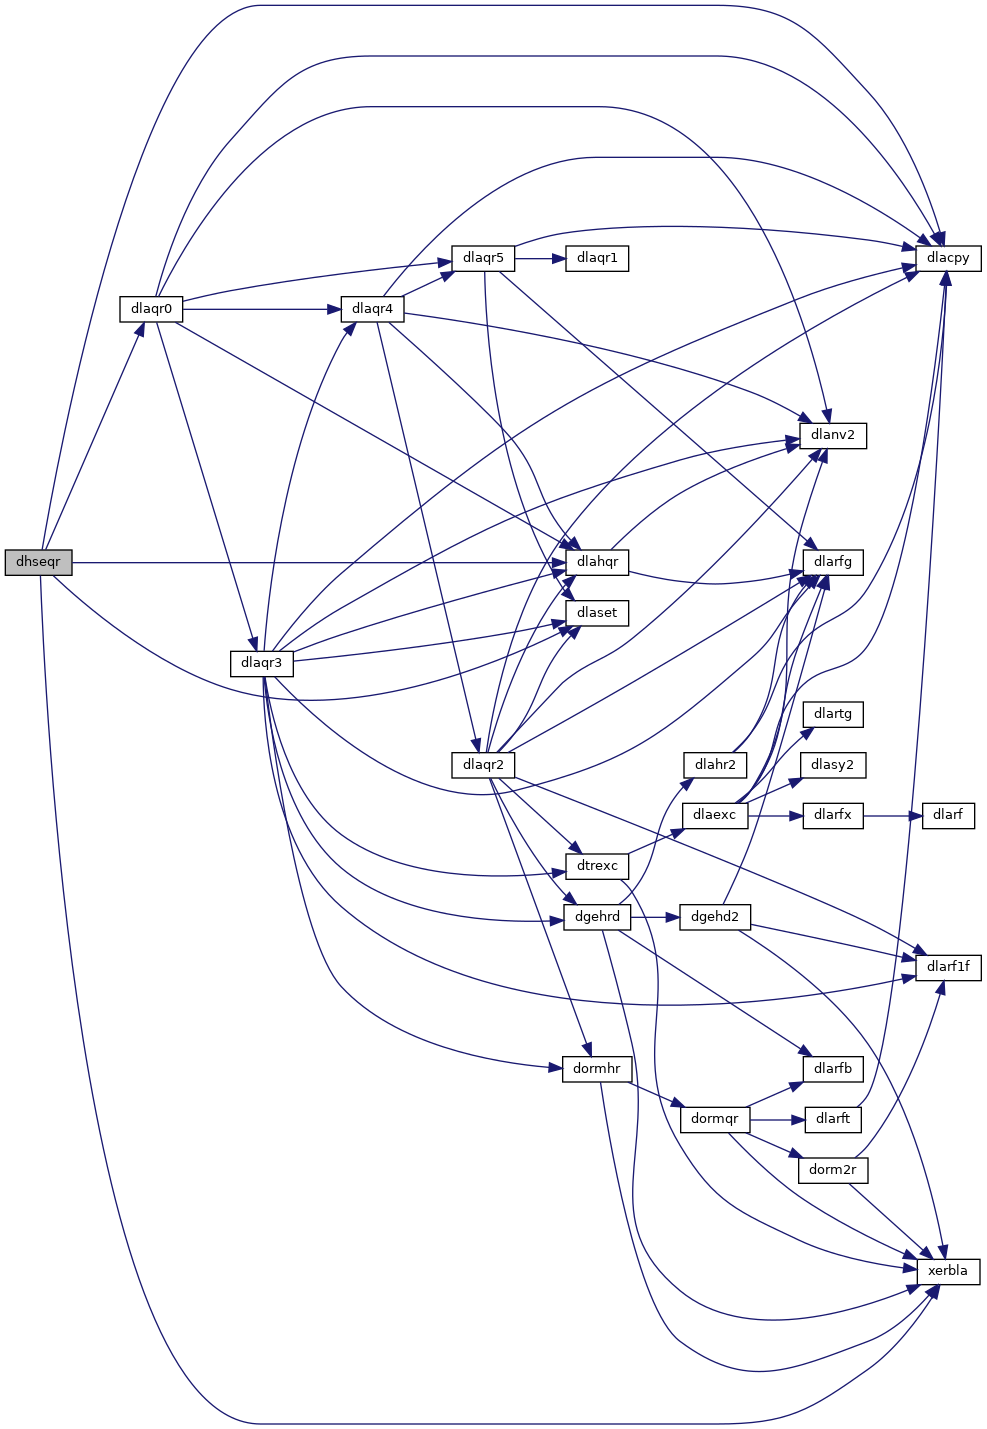 dlacpy
dlaqr5
dlaqr1
dlaqr0
dlaqr4
dlanv2
dhseqr
dlahqr
dlarfg
dlaset
dlaqr3
dlartg
dlaqr2
dlahr2
dlasy2
dlaexc
dlarfx
dlarf
dtrexc
dgehrd
dgehd2
dlarf1f
dormhr
dlarfb
dormqr
dlarft
dorm2r
xerbla